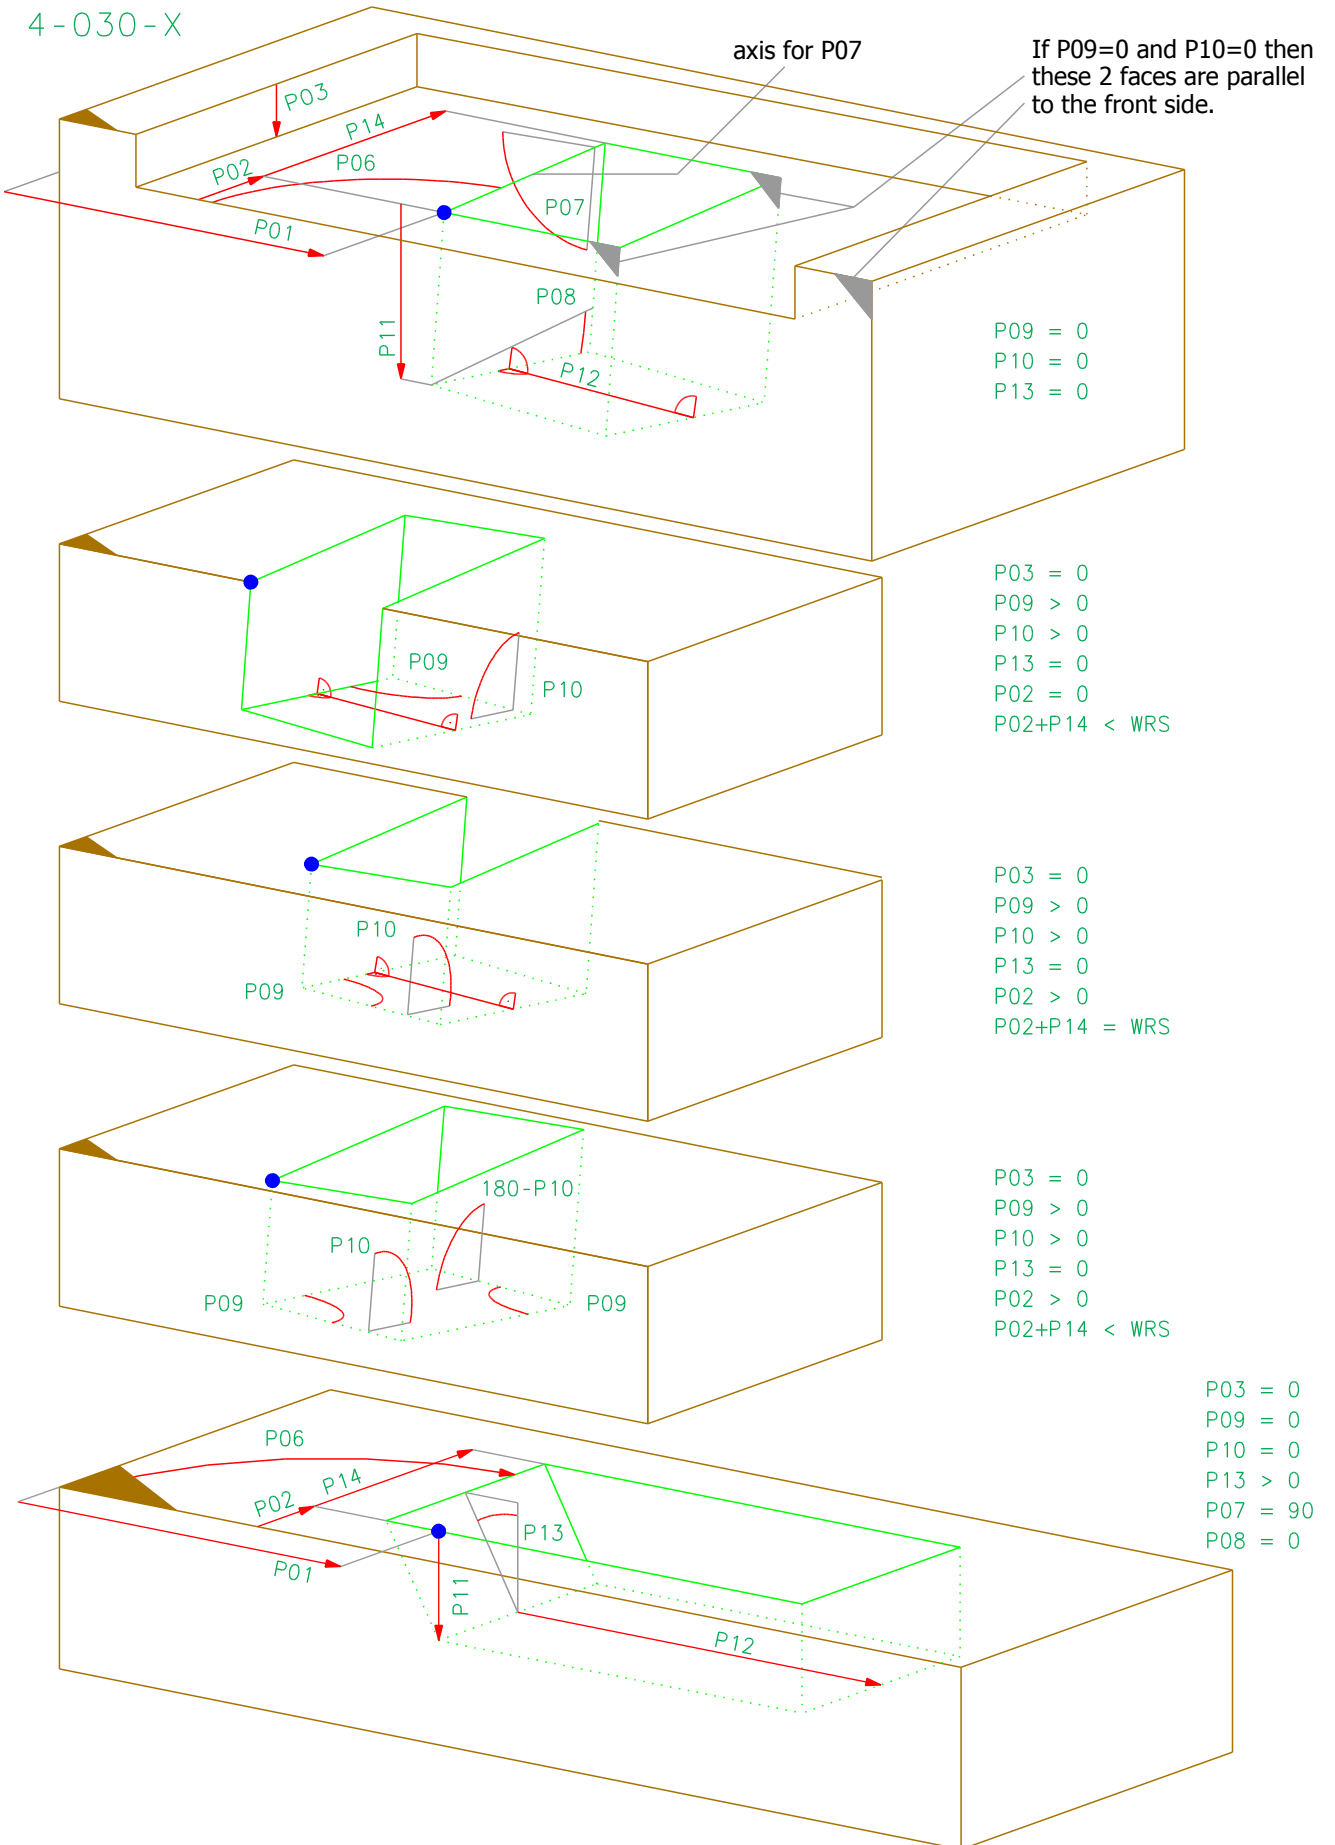 4-030-X
axis for P07
If P09=0 and P10=0 then
these 2 faces are parallel
to the front side.
P03
P14
P02
P06
P07
P01
P08
P11
P12
P09 = 0
P10 = 0
P13 = 0
P09
P10
P03 = 0
P09 > 0
P10 > 0
P13 = 0
P02 = 0
P02+P14 < WRS
P10
P09
P03 = 0
P09 > 0
P10 > 0
P13 = 0
P02 > 0
P02+P14 = WRS
180-P10
P10
P09
P09
P03 = 0
P09 > 0
P10 > 0
P13 = 0
P02 > 0
P02+P14 < WRS
P06
P14
P02
P13
P01
P11
P12
P03 = 0
P09 = 0
P10 = 0
P13 > 0
P07 = 90
P08 = 0